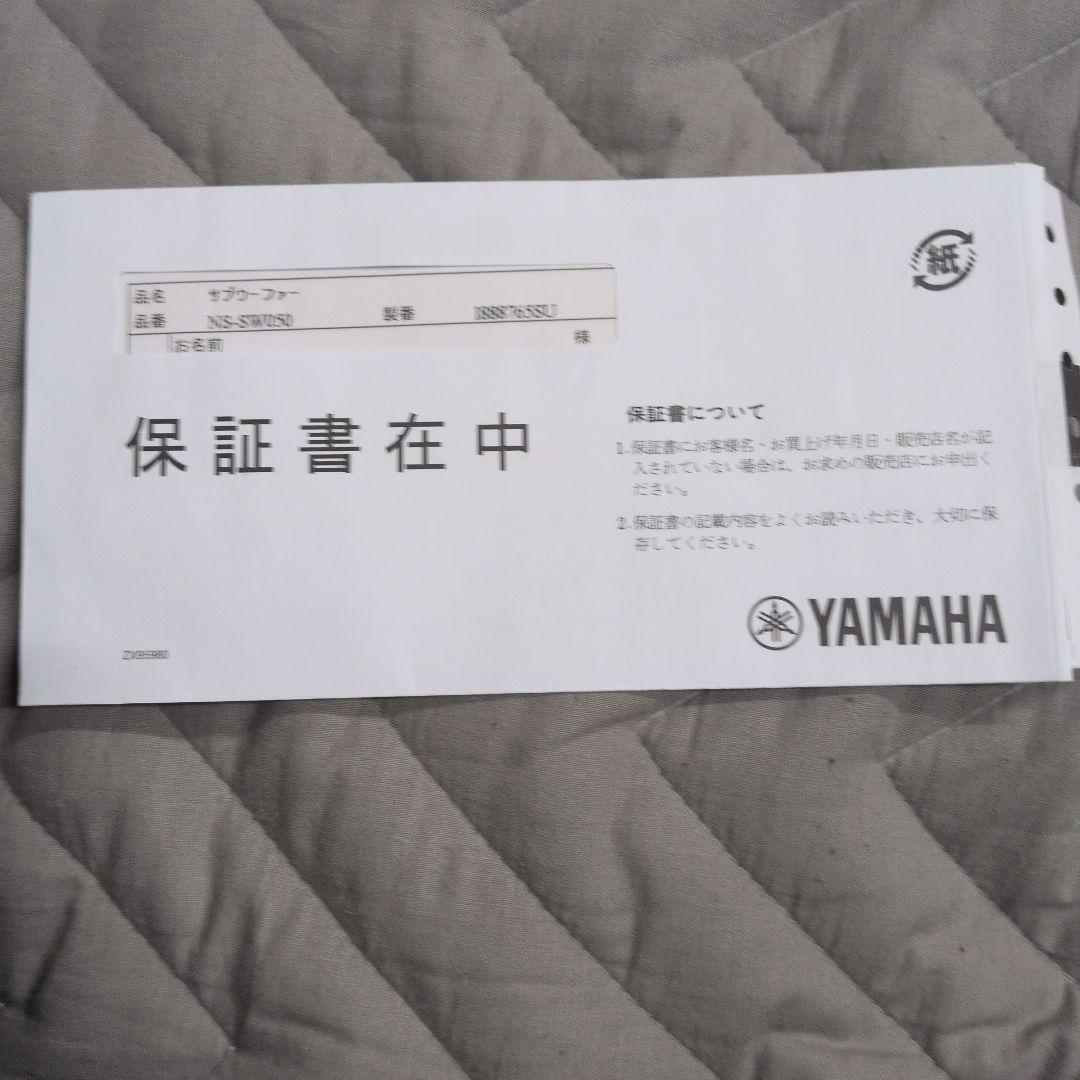 紙
品名 サブウーファー
品番 NS-SW050 製番 I888765SU
お名前 様
保証書在中
保証書について
1. 保証書にお客様名・お買上げ年月日・販売店名が記
入されていない場合は、お求めの販売店にお申出く
ださい。
2. 保証書の記載内容をよくお読みいただき、大切に保
存してください。
YAMAHA